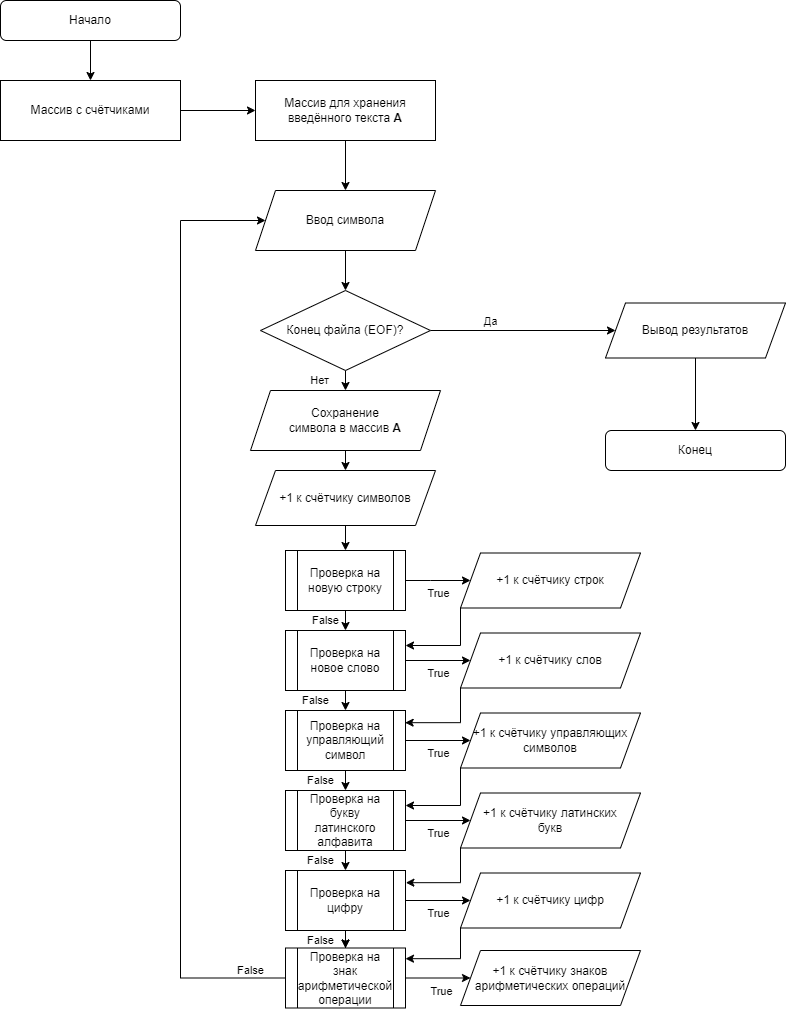 Начало
Массив с счётчиками
Массив для хранения
введённого текста A
Ввод символа
Конец файла (EOF)?
Да
Вывод результатов
Нет
Сохранение
символа в массив A
Конец
+1 к счётчику символов
Проверка на
новую строку
True
+1 к счётчику строк
False
Проверка на
новое слово
True
+1 к счётчику слов
False
Проверка на
управляющий
символ
True
+1 к счётчику управляющих
символов
False
Проверка на
букву
латинского
алфавита
True
+1 к счётчику латинских
букв
False
Проверка на
цифру
True
+1 к счётчику цифр
False
Проверка на
знак
арифметической
операции
False
True
+1 к счётчику знаков
арифметических операций